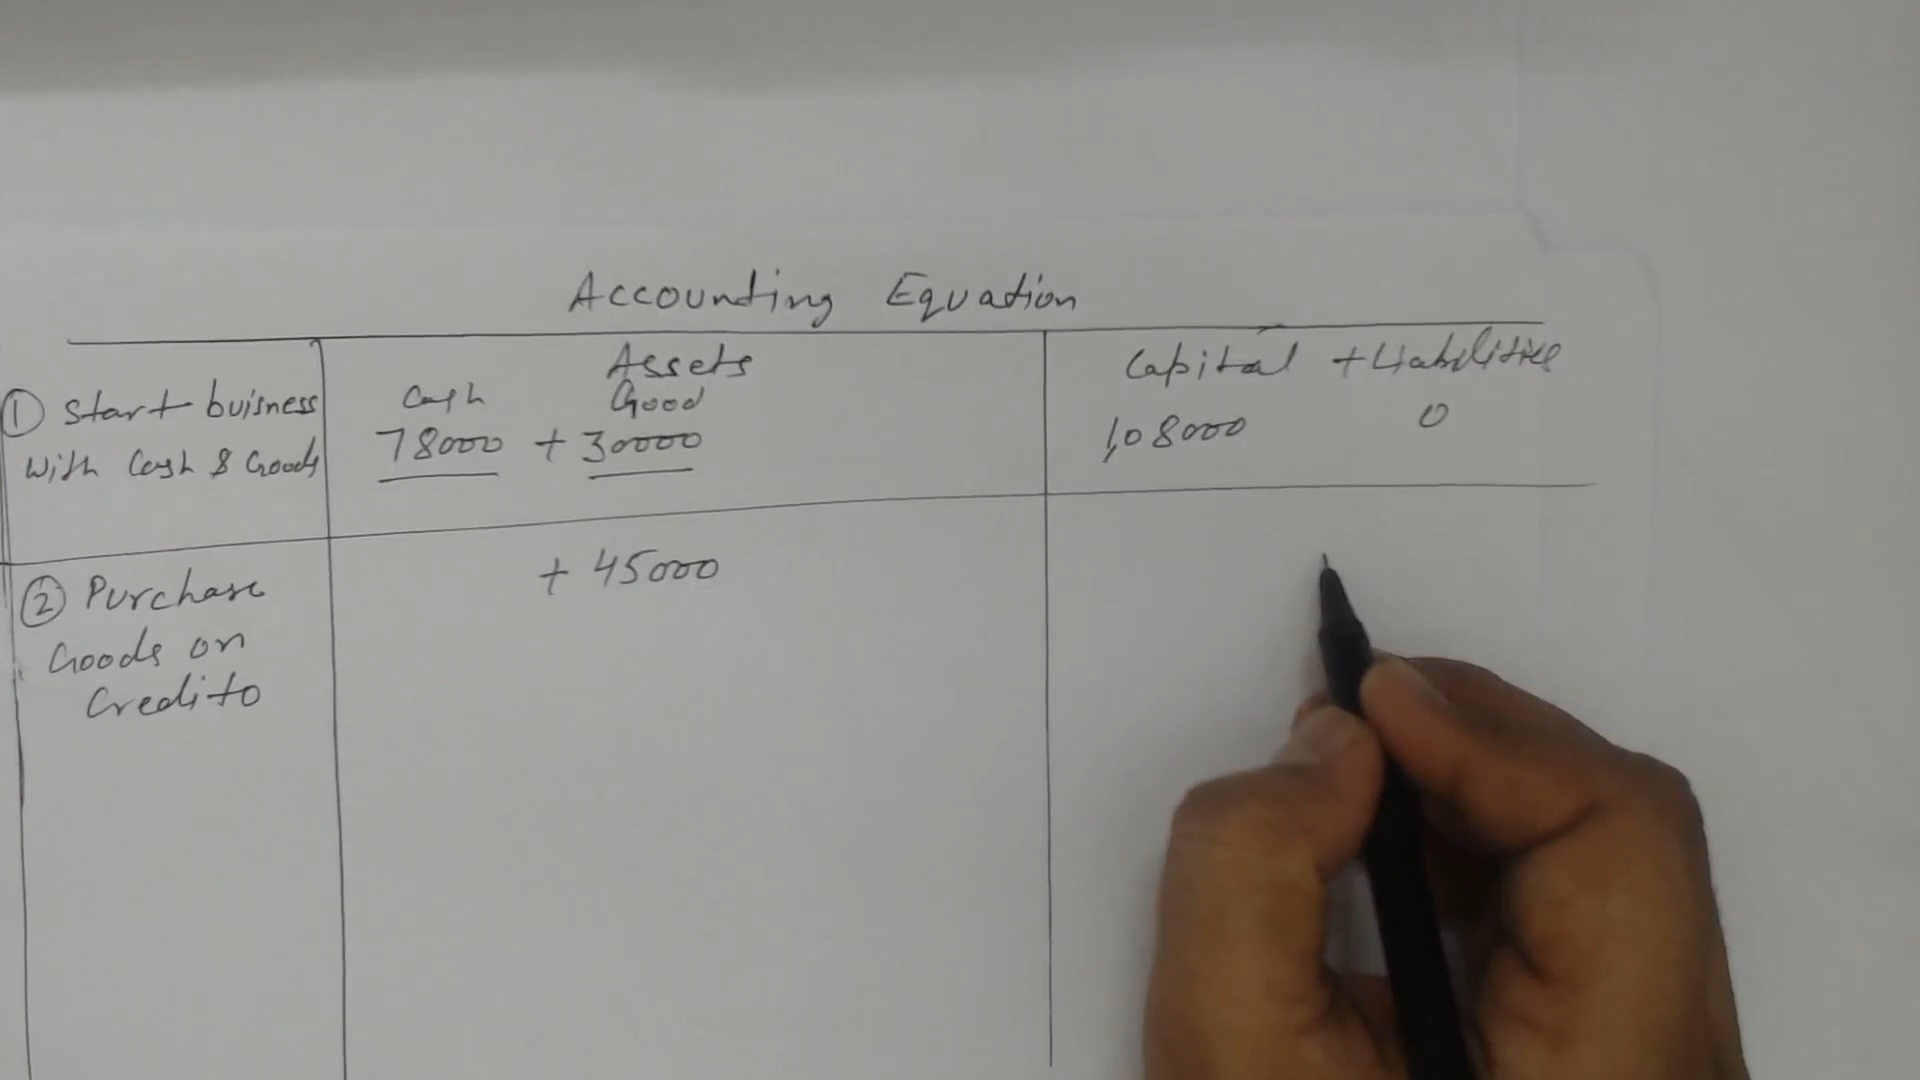 Accounting Equation
Assets
Capital + Liabilities
① Start buisness
with Cash & Goods
Cash Good
78000 + 30000
1,08000 0
② Purchase
Goods on
Credito
+ 45000